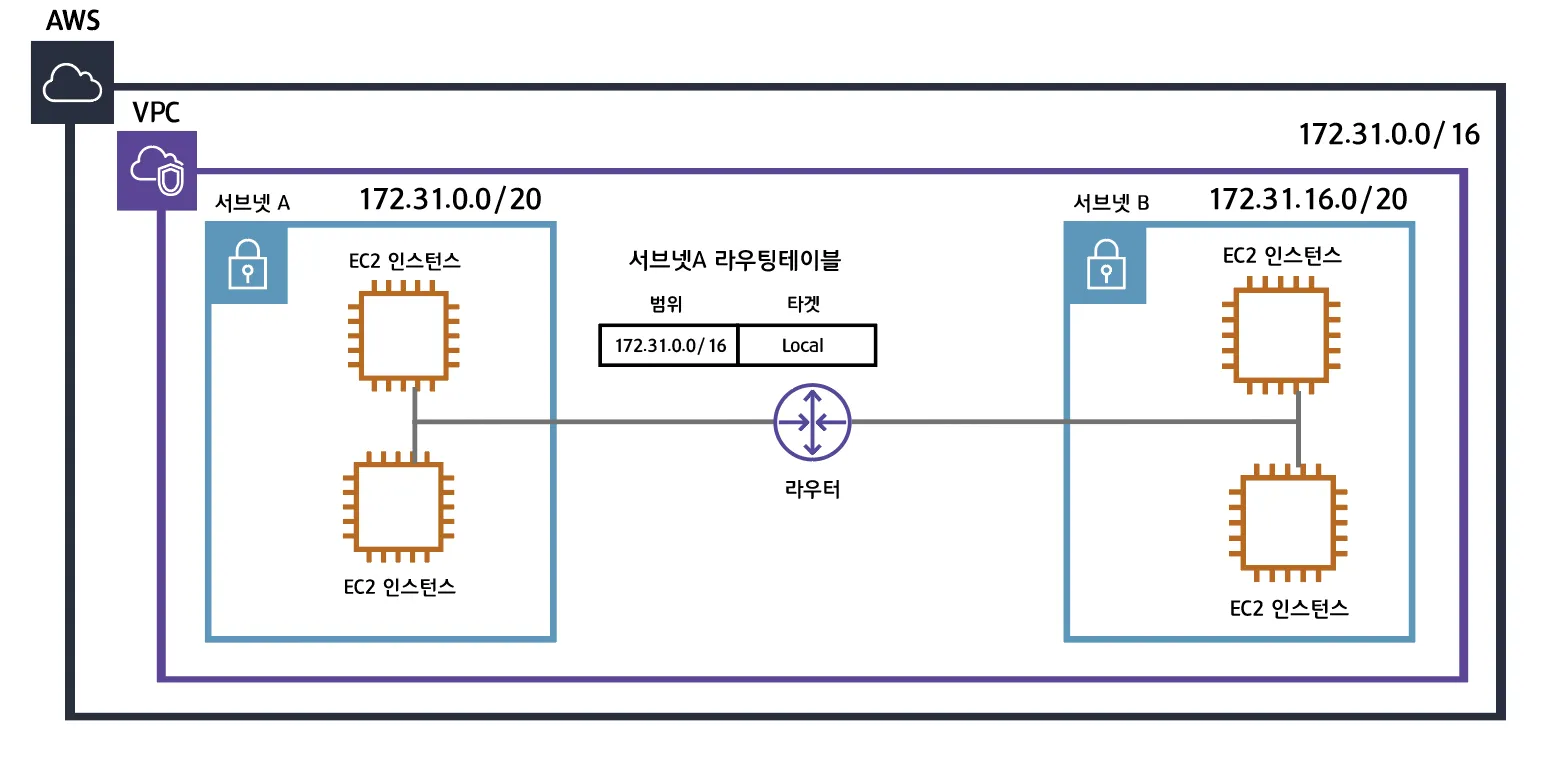 AWS
VPC
172.31.0.0/16
서브넷 A
172.31.0.0/20
서브넷 B
172.31.16.0/20
EC2 인스턴스
서브넷A 라우팅테이블
EC2 인스턴스
범위
타겟
172.31.0.0/16
Local
라우터
EC2 인스턴스
EC2 인스턴스